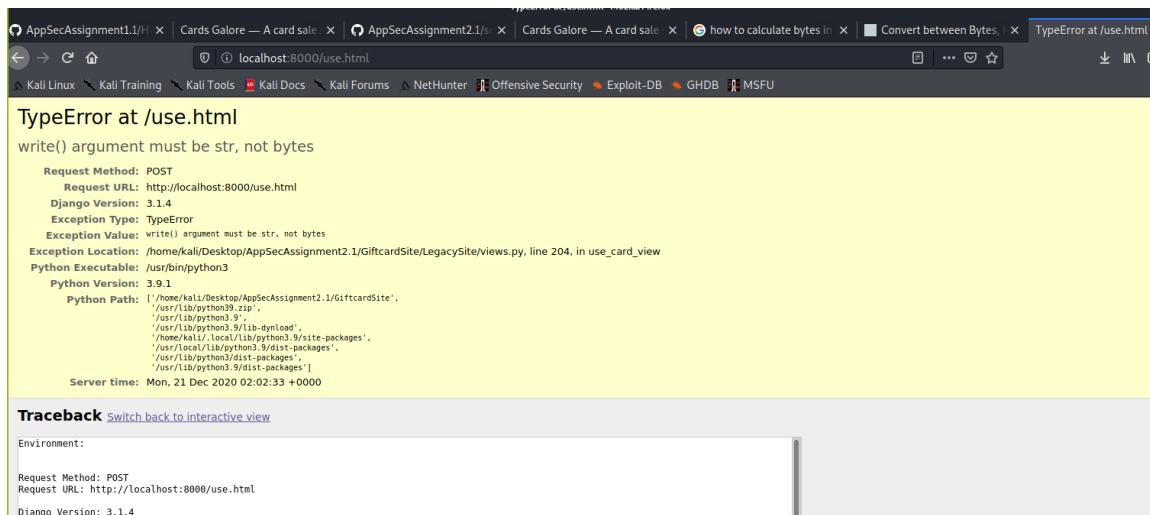 AppSecAssignment1.1/H
Cards Galore — A card sale
AppSecAssignment2.1/s
Cards Galore — A card sale
how to calculate bytes in
Convert between Bytes,
TypeError at /use.html
localhost:8000/use.html
Kali Linux Kali Training Kali Tools Kali Docs Kali Forums NetHunter Offensive Security Exploit-DB GHDB MSFU
TypeError at /use.html
write() argument must be str, not bytes
Request Method: POST
Request URL: http://localhost:8000/use.html
Django Version: 3.1.4
Exception Type: TypeError
Exception Value: write() argument must be str, not bytes
Exception Location: /home/kali/Desktop/AppSecAssignment2.1/GiftcardSite/LegacySite/views.py, line 204, in use_card_view
Python Executable: /usr/bin/python3
Python Version: 3.9.1
Python Path: ['/home/kali/Desktop/AppSecAssignment2.1/GiftcardSite',
'/usr/lib/python39.zip',
'/usr/lib/python3.9',
'/usr/lib/python3.9/lib-dynload',
'/home/kali/.local/lib/python3.9/site-packages',
'/usr/local/lib/python3.9/dist-packages',
'/usr/lib/python3/dist-packages',
'/usr/lib/python3.9/dist-packages']
Server time: Mon, 21 Dec 2020 02:02:33 +0000
Traceback Switch back to interactive view
Environment:
Request Method: POST
Request URL: http://localhost:8000/use.html
Django Version: 3.1.4